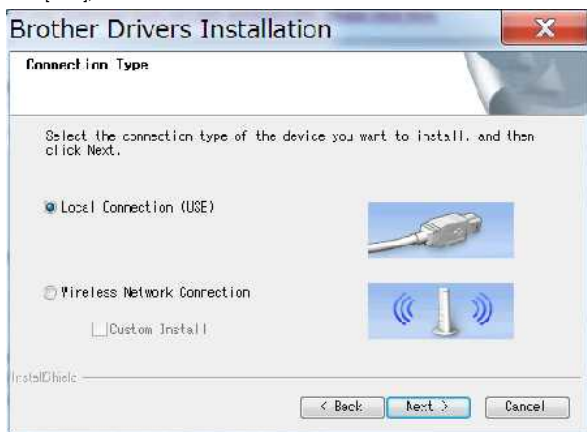 Brother Drivers Installation
Connection Type
Select the connection type of the device you want to install, and then
click Next.
Local Connection (USB)
Wireless Network Connection
Custom Install
InstallShield
< Back
Next >
Cancel